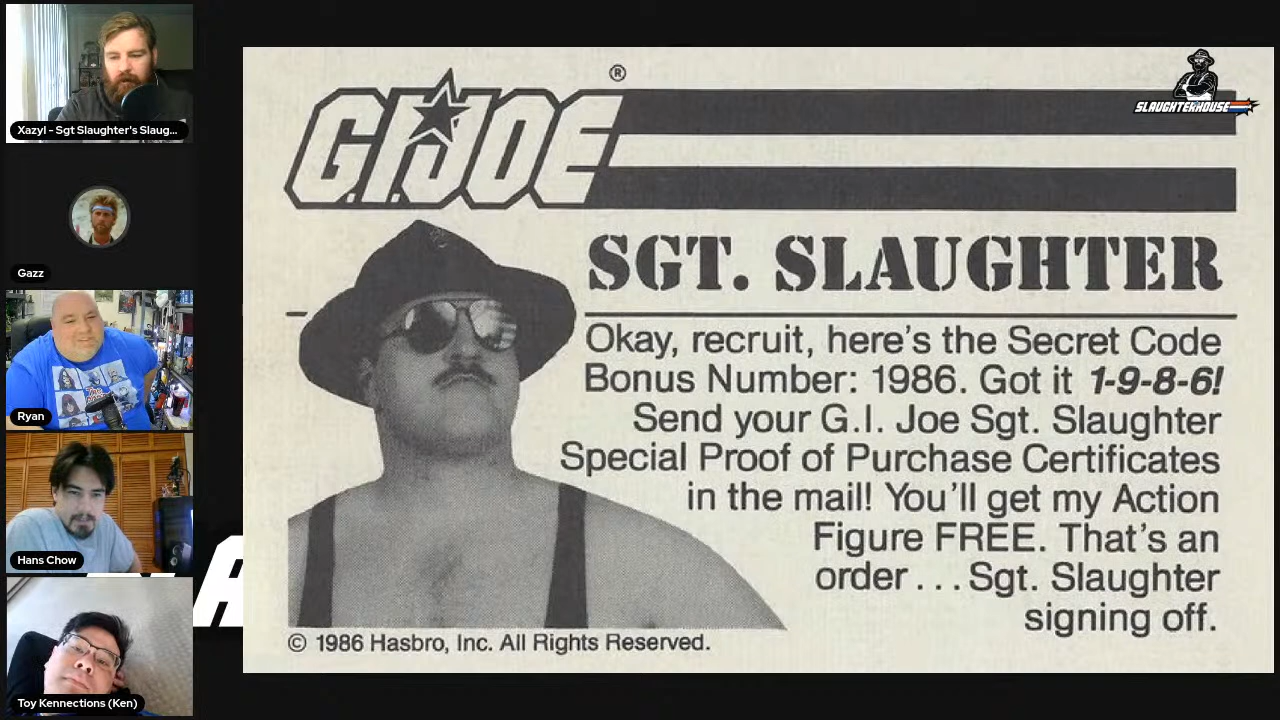 Xazyl - Sgt Slaughter's Slaug...
Gazz
Ryan
Hans Chow
Toy Kennections (Ken)
SLAUGHTERHOUSE
G.I. JOE ®
SGT. SLAUGHTER
Okay, recruit, here's the Secret Code
Bonus Number: 1986. Got it 1-9-8-6!
Send your G.I. Joe Sgt. Slaughter
Special Proof of Purchase Certificates
in the mail! You'll get my Action
Figure FREE. That's an
order . . . Sgt. Slaughter
signing off.
© 1986 Hasbro, Inc. All Rights Reserved.